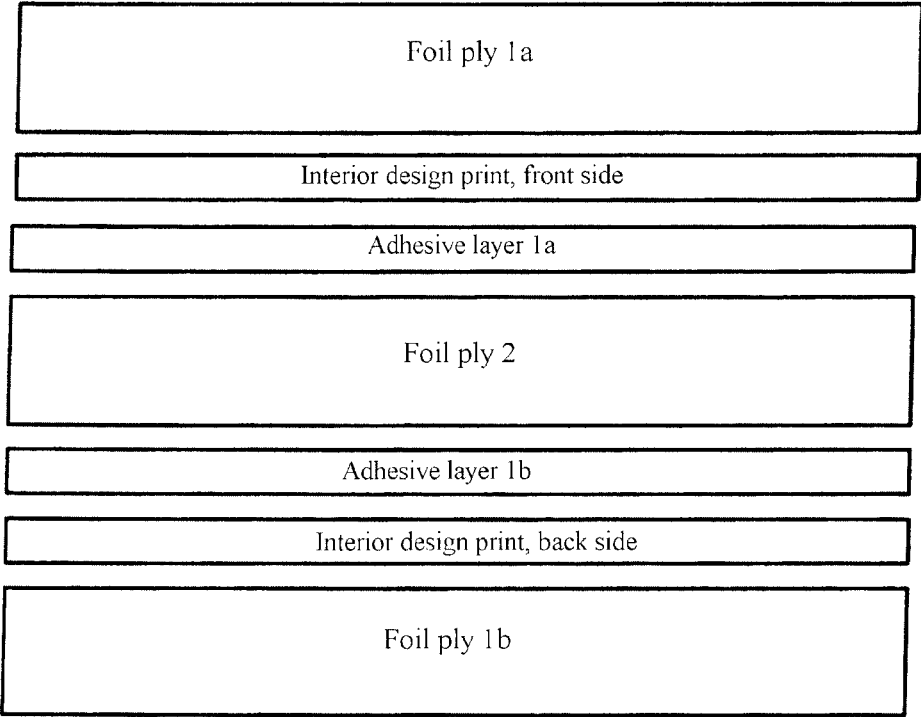 Foil ply 1a
Interior design print, front side
Adhesive layer 1a
Foil ply 2
Adhesive layer 1b
Interior design print, back side
Foil ply 1b